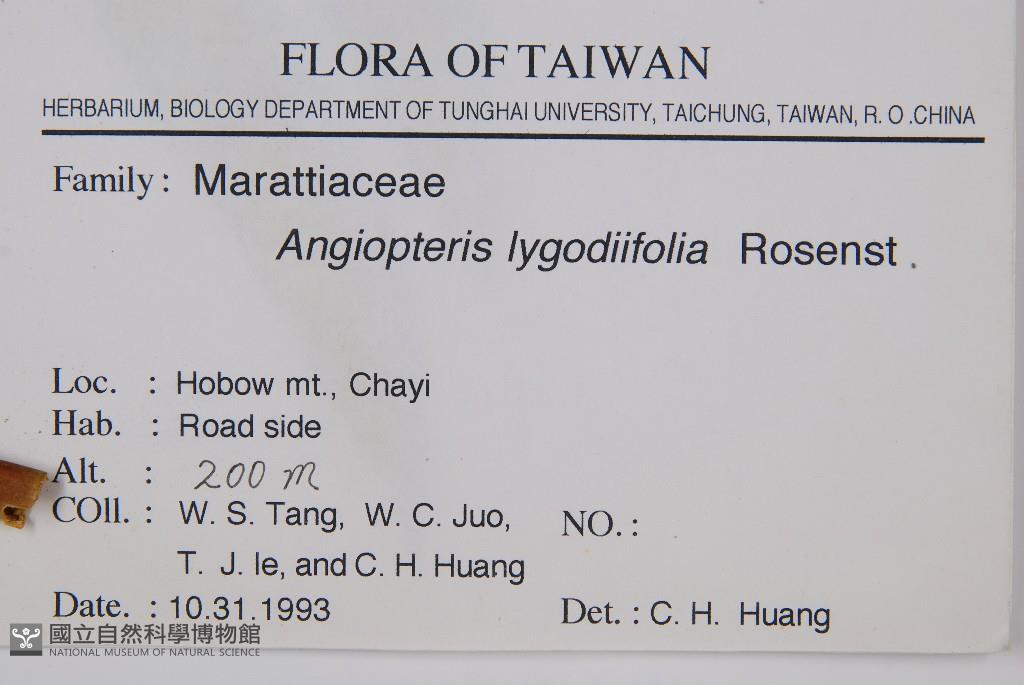 FLORA OF TAIWAN
HERBARIUM, BIOLOGY DEPARTMENT OF TUNGHAI UNIVERSITY, TAICHUNG, TAIWAN, R. O .CHINA
Family : Marattiaceae
Angiopteris lygodiifolia Rosenst .
Loc. : Hobow mt., Chayi
Hab. : Road side
Alt. : 200 m
COll. : W. S. Tang, W. C. Juo,
NO. :
T. J. Ie, and C. H. Huang
Date. : 10.31.1993
Det. : C. H. Huang
國立自然科學博物館
NATIONAL MUSEUM OF NATURAL SCIENCE